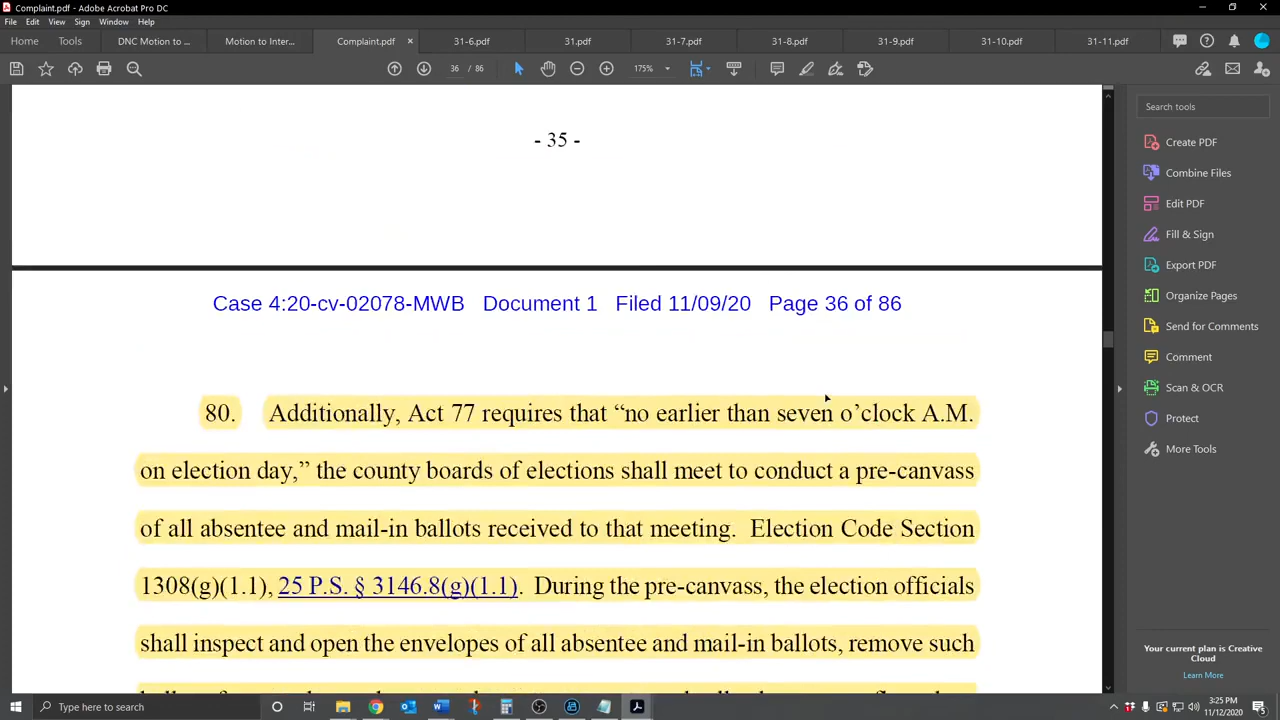 Complaint.pdf - Adobe Acrobat Pro DC
File Edit View Sign Window Help
Home Tools DNC Motion to ... Motion to Inter... Complaint.pdf × 31-6.pdf 31.pdf 31-7.pdf 31-8.pdf 31-9.pdf 31-10.pdf 31-11.pdf
36 / 86 175%
- 35 -
Case 4:20-cv-02078-MWB Document 1 Filed 11/09/20 Page 36 of 86
80. Additionally, Act 77 requires that “no earlier than seven o’clock A.M.
on election day,” the county boards of elections shall meet to conduct a pre-canvass
of all absentee and mail-in ballots received to that meeting. Election Code Section
1308(g)(1.1), 25 P.S. § 3146.8(g)(1.1). During the pre-canvass, the election officials
shall inspect and open the envelopes of all absentee and mail-in ballots, remove such
Search tools
Create PDF
Combine Files
Edit PDF
Fill & Sign
Export PDF
Organize Pages
Send for Comments
Comment
Scan & OCR
Protect
More Tools
Your current plan is Creative
Cloud
Learn More
Type here to search
3:25 PM
11/12/2020
5